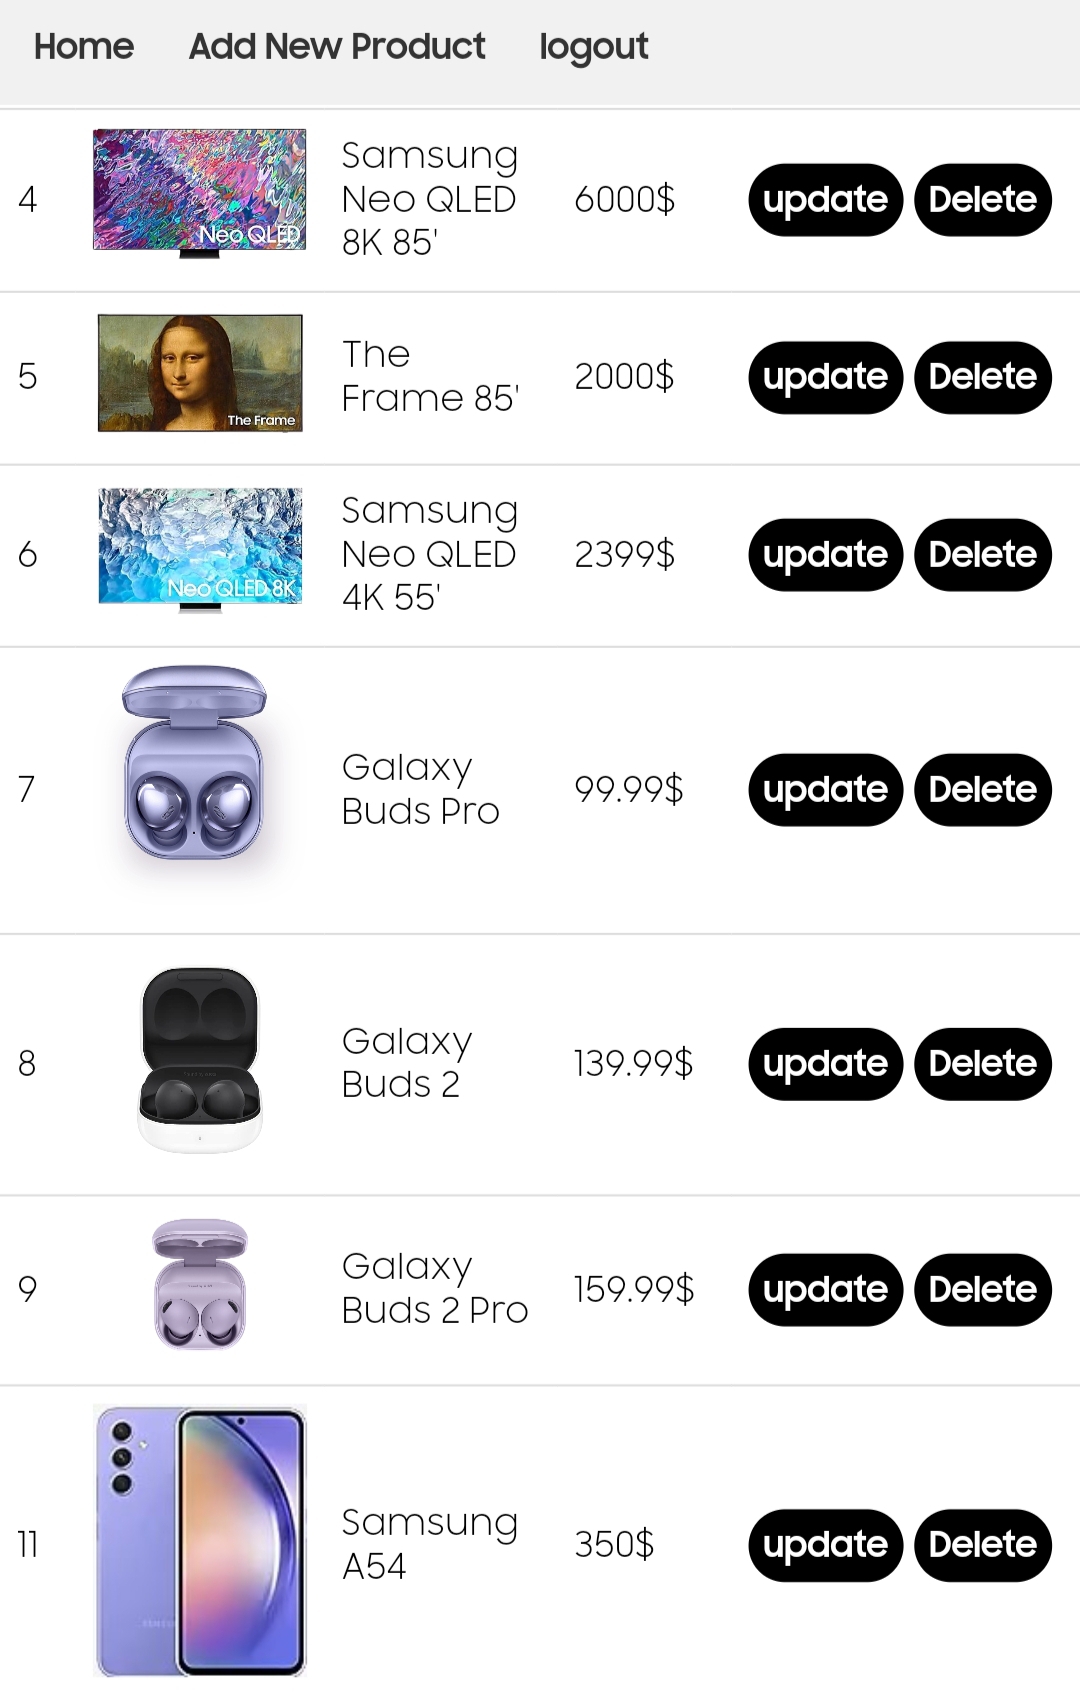 Home Add New Product logout
4
Neo QLED
Samsung
Neo QLED
8K 85'
6000$
update Delete
5
The Frame
The
Frame 85'
2000$
update Delete
6
Neo QLED 8K
Samsung
Neo QLED
4K 55'
2399$
update Delete
7
Galaxy
Buds Pro
99.99$
update Delete
8
Galaxy
Buds 2
139.99$
update Delete
9
Galaxy
Buds 2 Pro
159.99$
update Delete
11
SAMSUNG
Samsung
A54
350$
update Delete